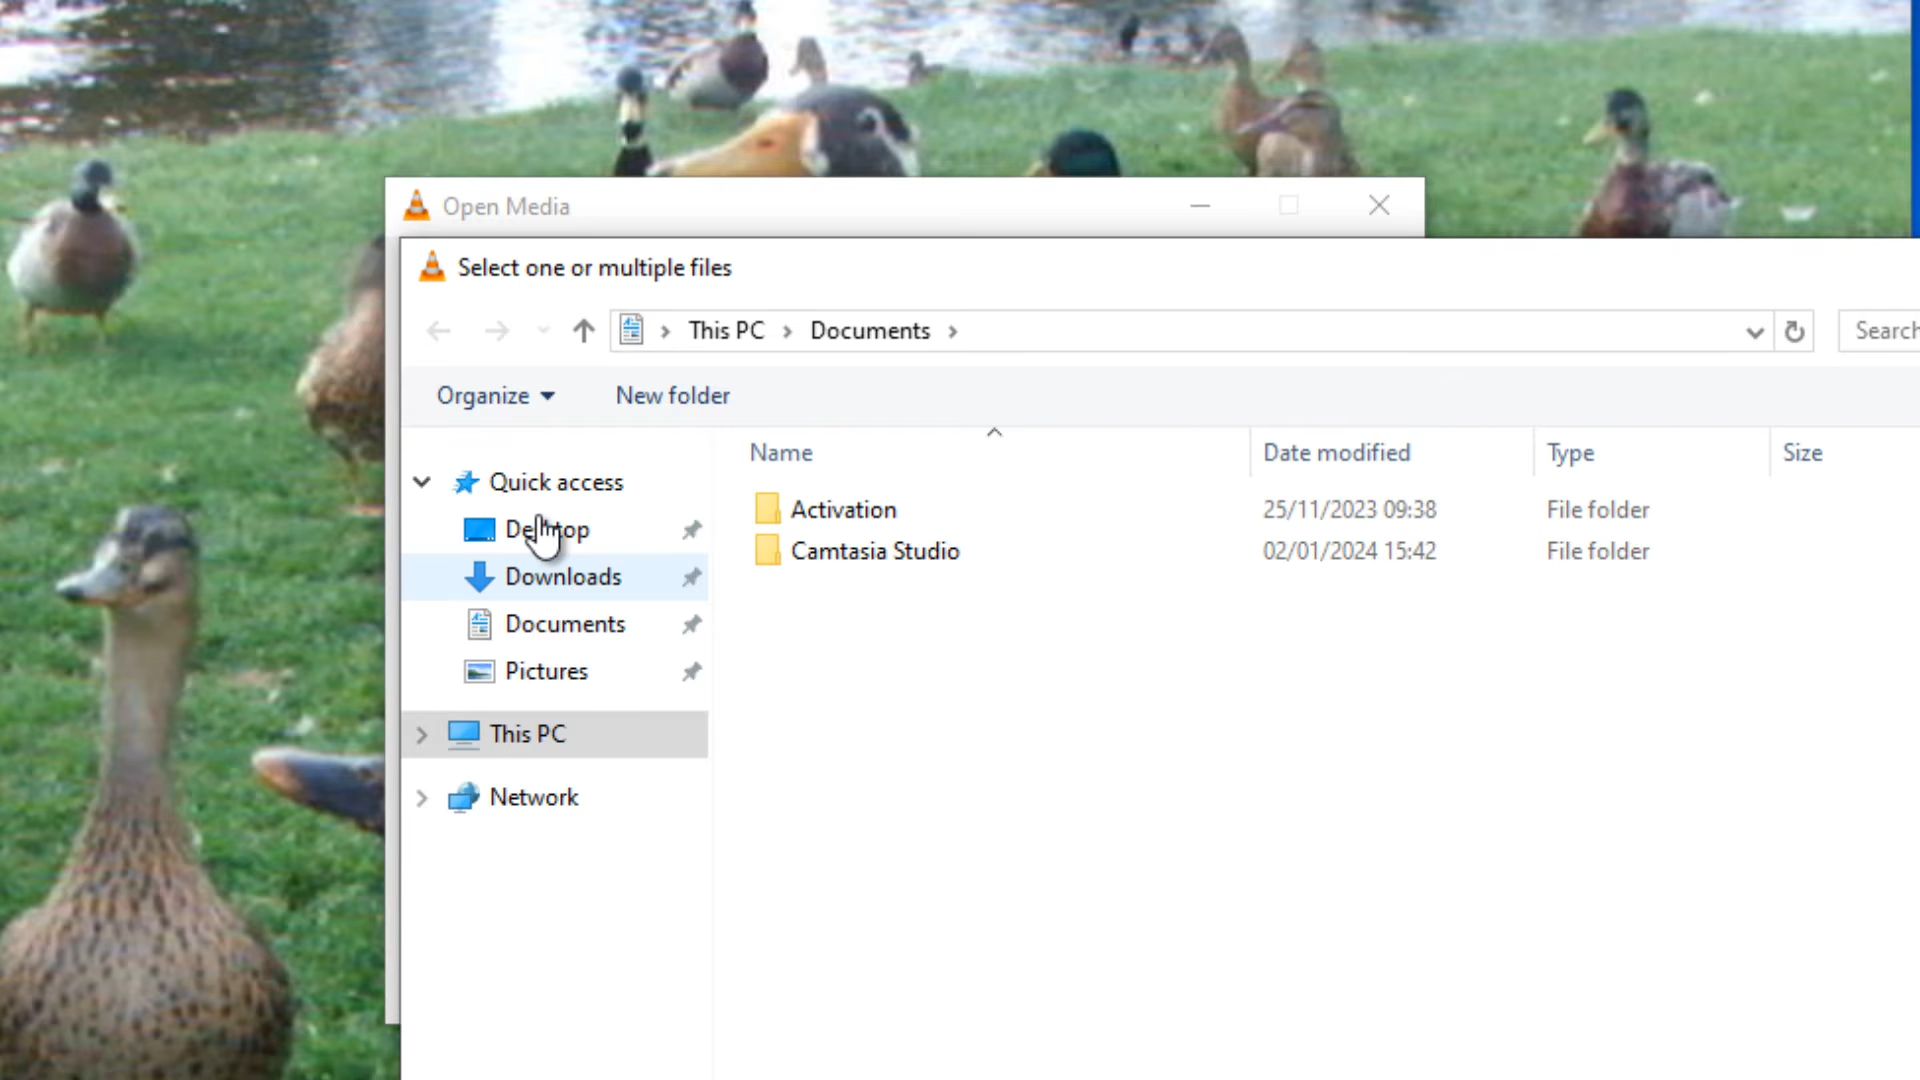 Open Media
Select one or multiple files
This PC Documents
Search
Organize New folder
Name Date modified Type Size
Quick access
Desktop
Downloads
Documents
Pictures
This PC
Network
Activation 25/11/2023 09:38 File folder
Camtasia Studio 02/01/2024 15:42 File folder